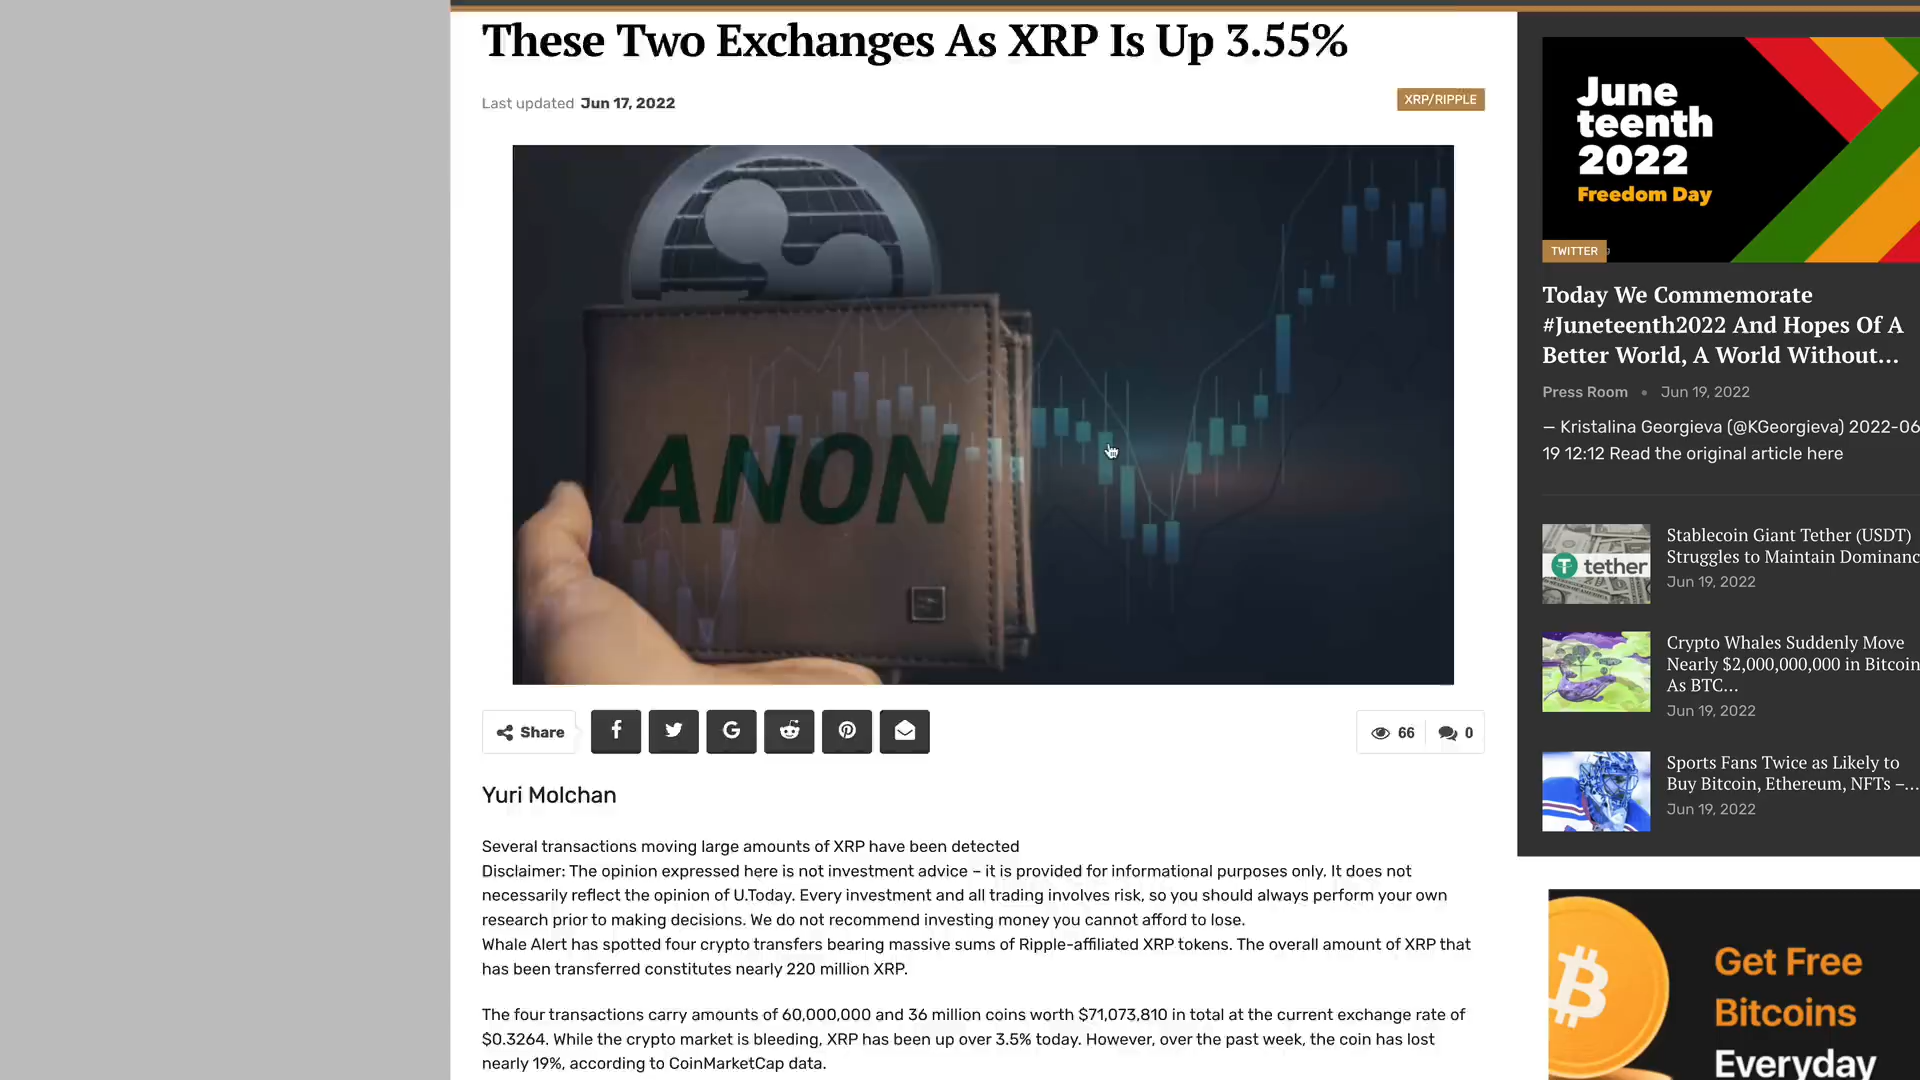 These Two Exchanges As XRP Is Up 3.55%
Last updated Jun 17, 2022
XRP/RIPPLE
ANON
Share
66
0
Yuri Molchan
Several transactions moving large amounts of XRP have been detected
Disclaimer: The opinion expressed here is not investment advice – it is provided for informational purposes only. It does not
necessarily reflect the opinion of U.Today. Every investment and all trading involves risk, so you should always perform your own
research prior to making decisions. We do not recommend investing money you cannot afford to lose.
Whale Alert has spotted four crypto transfers bearing massive sums of Ripple-affiliated XRP tokens. The overall amount of XRP that
has been transferred constitutes nearly 220 million XRP.
The four transactions carry amounts of 60,000,000 and 36 million coins worth $71,073,810 in total at the current exchange rate of
$0.3264. While the crypto market is bleeding, XRP has been up over 3.5% today. However, over the past week, the coin has lost
nearly 19%, according to CoinMarketCap data.
June
teenth
2022
Freedom Day
TWITTER
Today We Commemorate
#Juneteenth2022 And Hopes Of A
Better World, A World Without...
Press Room • Jun 19, 2022
— Kristalina Georgieva (@KGeorgieva) 2022-06
19 12:12 Read the original article here
tether
Stablecoin Giant Tether (USDT)
Struggles to Maintain Dominanc
Jun 19, 2022
Crypto Whales Suddenly Move
Nearly $2,000,000,000 in Bitcoin
As BTC...
Jun 19, 2022
Sports Fans Twice as Likely to
Buy Bitcoin, Ethereum, NFTs –...
Jun 19, 2022
Get Free
Bitcoins
Everyday